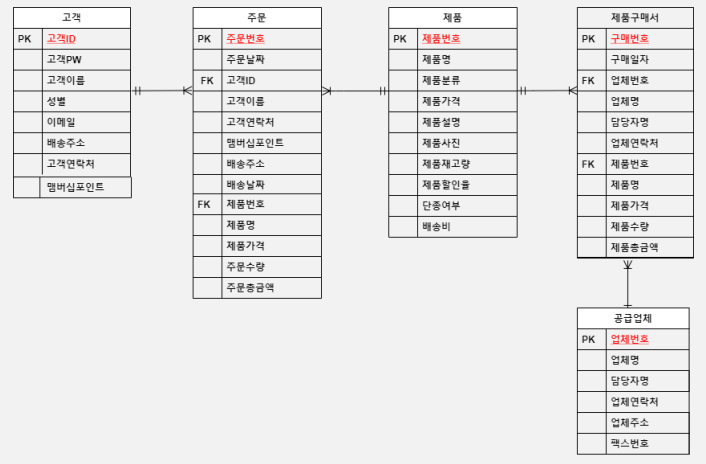 고객
PK 고객ID
고객PW
고객이름
성별
이메일
배송주소
고객연락처
맴버십포인트
주문
PK 주문번호
주문날짜
FK 고객ID
고객이름
고객연락처
맴버십포인트
배송주소
배송날짜
FK 제품번호
제품명
제품가격
주문수량
주문총금액
제품
PK 제품번호
제품명
제품분류
제품가격
제품설명
제품사진
제품재고량
제품할인율
단종여부
배송비
제품구매서
PK 구매번호
구매일자
FK 업체번호
업체명
담당자명
업체연락처
FK 제품번호
제품명
제품가격
제품수량
제품총금액
공급업체
PK 업체번호
업체명
담당자명
업체연락처
업체주소
팩스번호